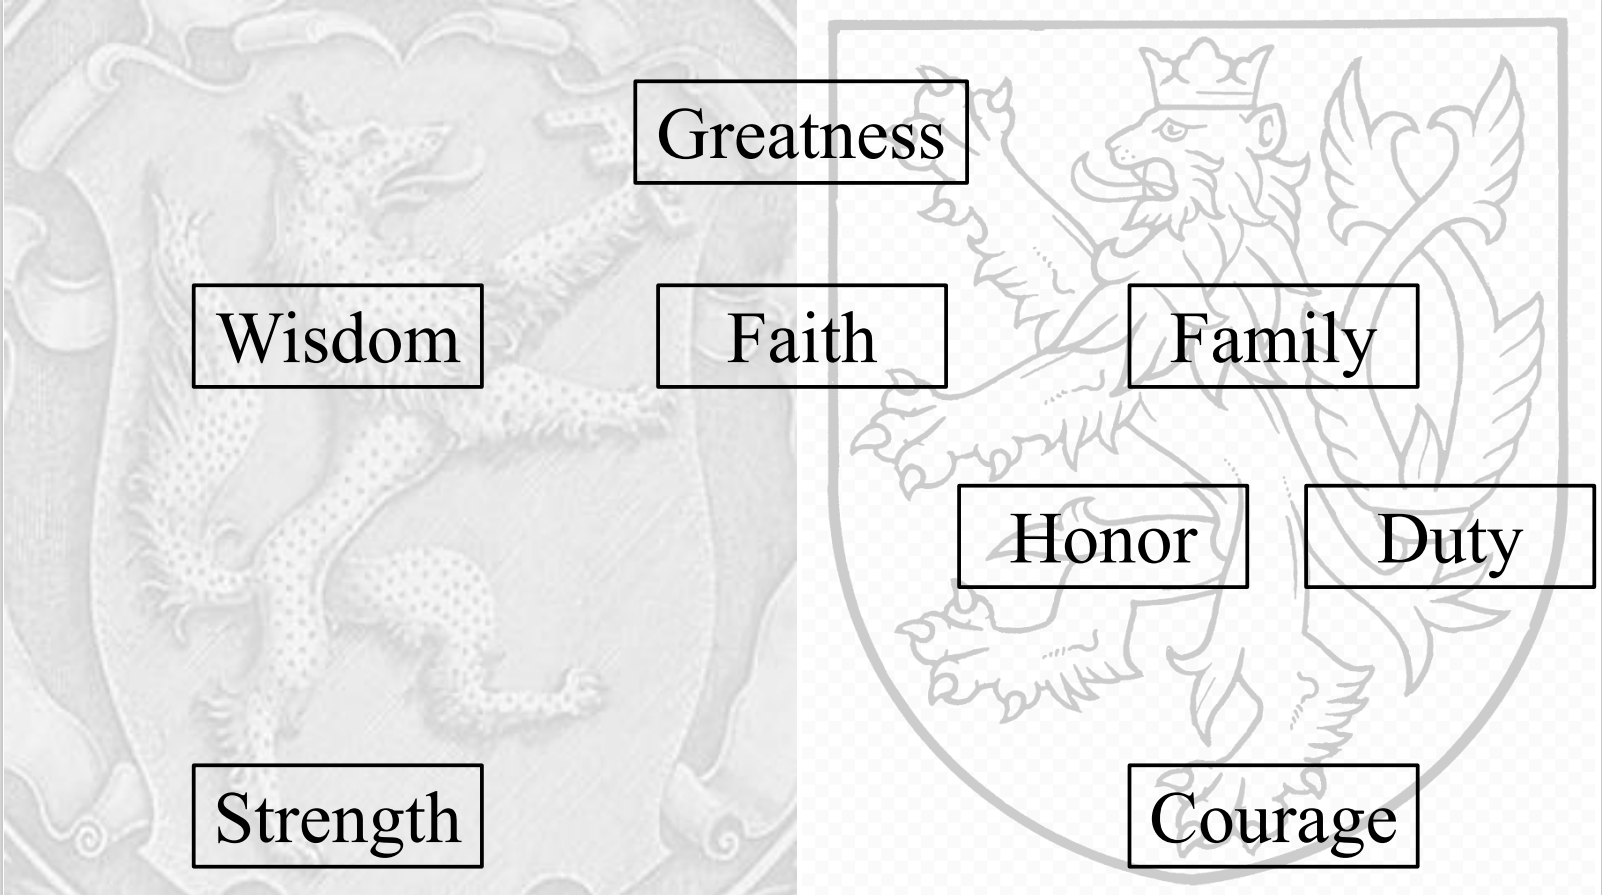 Greatness
Wisdom
Faith
Family
Honor
Duty
Strength
Courage